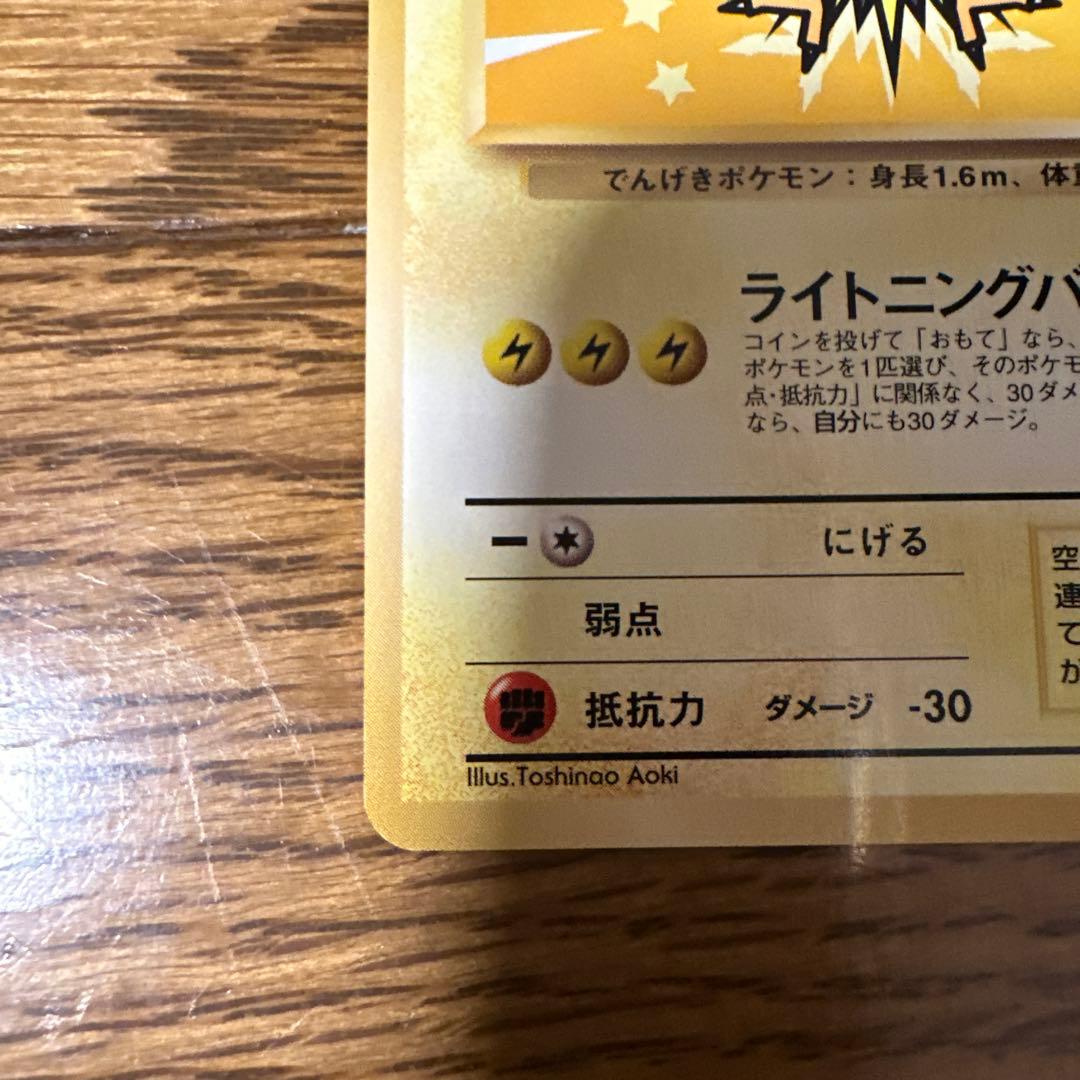 でんげきポケモン：身長1.6m、体
ライトニングバ
コインを投げて「おもて」なら、
ポケモンを1匹選び、そのポケモ
点・抵抗力」に関係なく、30ダメ
なら、自分にも30ダメージ。
− にげる
弱点
抵抗力 ダメージ -30
空
連
て
か
Illus.Toshinao Aoki